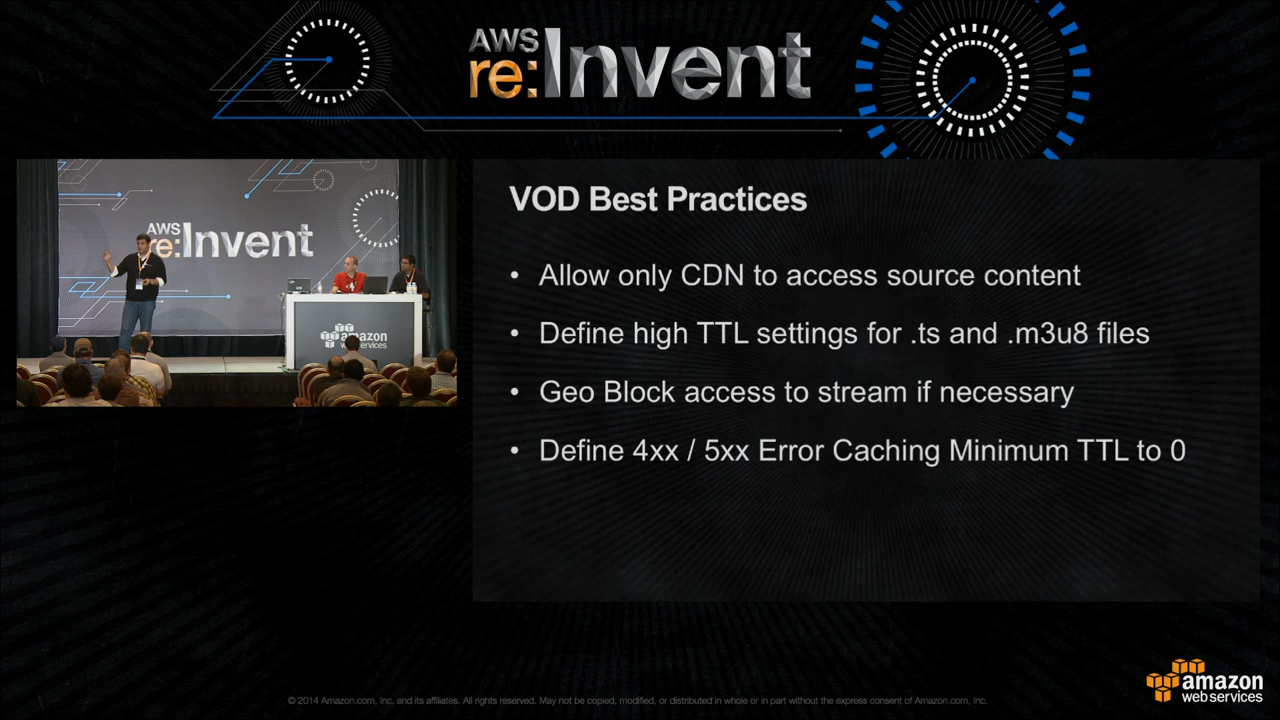 AWS
re:Invent
AWS
re:Invent
amazon
web services
VOD Best Practices
• Allow only CDN to access source content
• Define high TTL settings for .ts and .m3u8 files
• Geo Block access to stream if necessary
• Define 4xx / 5xx Error Caching Minimum TTL to 0
amazon
web services
© 2014 Amazon.com, Inc. and its affiliates. All rights reserved. May not be copied, modified, or distributed in whole or in part without the express consent of Amazon.com, Inc.